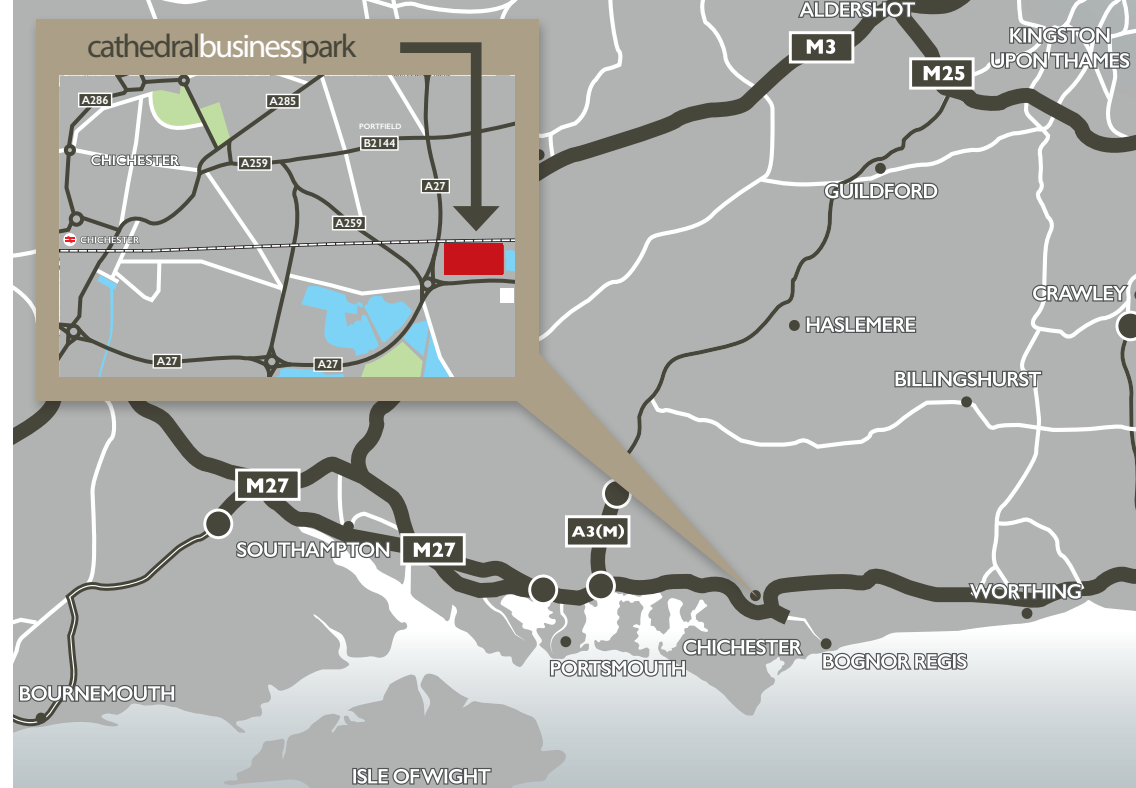 cathedralbusinesspark
A286
A285
PORTFIELD
B2144
CHICHESTER
A259
A27
A259
CHICHESTER
A27
A27
ALDERSHOT
M3
KINGSTON
UPON THAMES
M25
GUILDFORD
CRAWLEY
HASLEMERE
BILLINGSHURST
M27
A3(M)
SOUTHAMPTON
M27
WORTHING
CHICHESTER
PORTSMOUTH
BOGNOR REGIS
BOURNEMOUTH
ISLE OF WIGHT